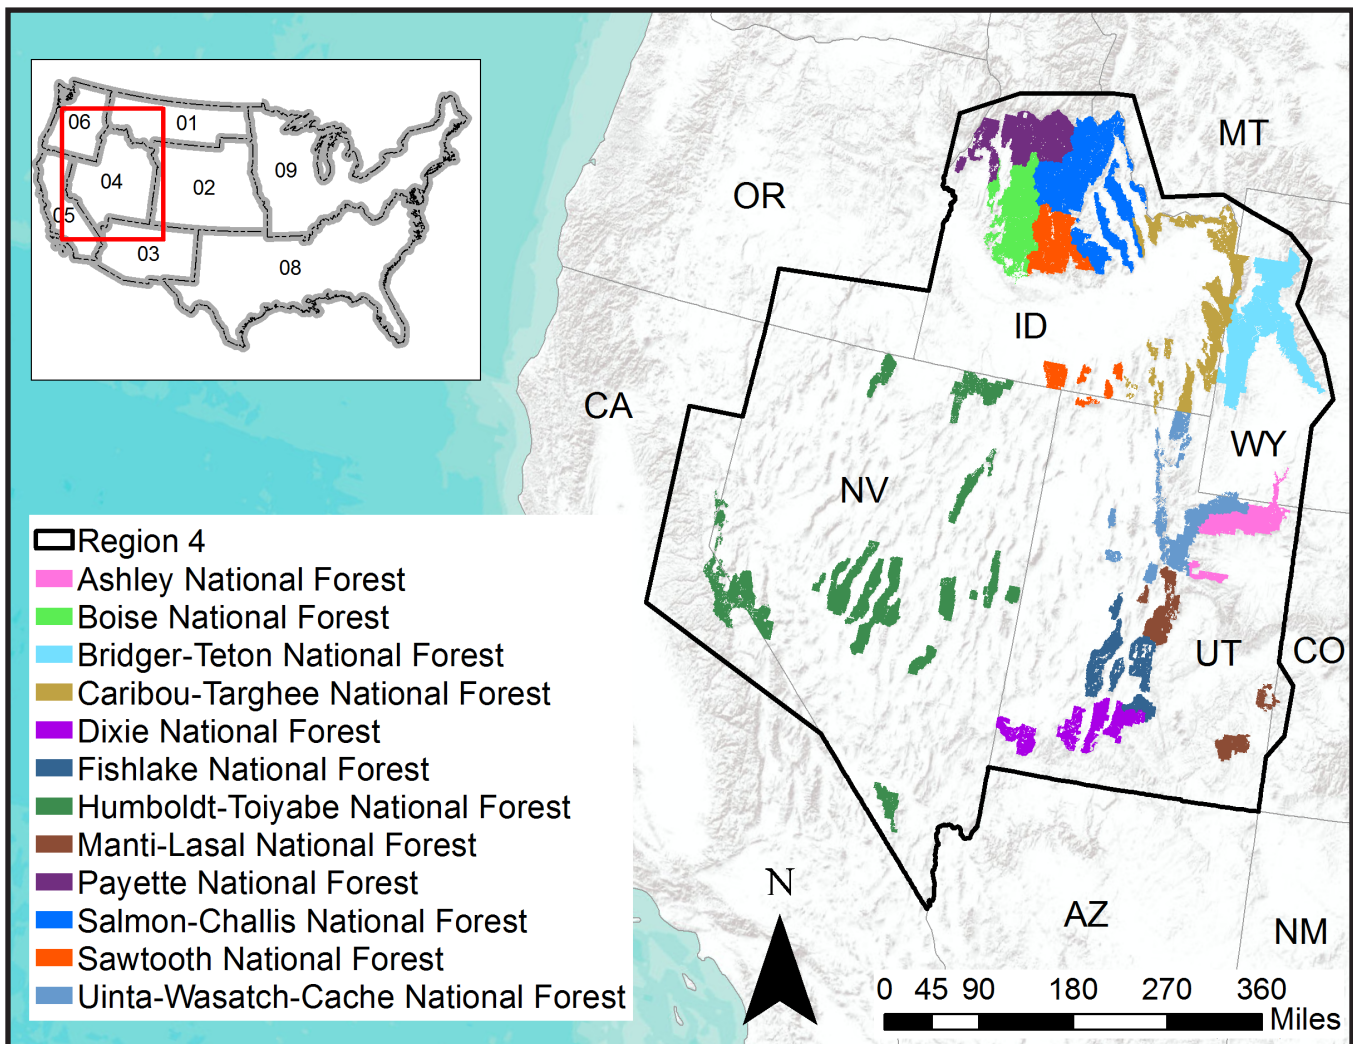 06
01
04
02
09
05
03
08
MT
OR
ID
CA
WY
NV
UT
CO
AZ
NM
Region 4
Ashley National Forest
Boise National Forest
Bridger-Teton National Forest
Caribou-Targhee National Forest
Dixie National Forest
Fishlake National Forest
Humboldt-Toiyabe National Forest
Manti-Lasal National Forest
Payette National Forest
Salmon-Challis National Forest
Sawtooth National Forest
Uinta-Wasatch-Cache National Forest
N
0 45 90 180 270 360
Miles